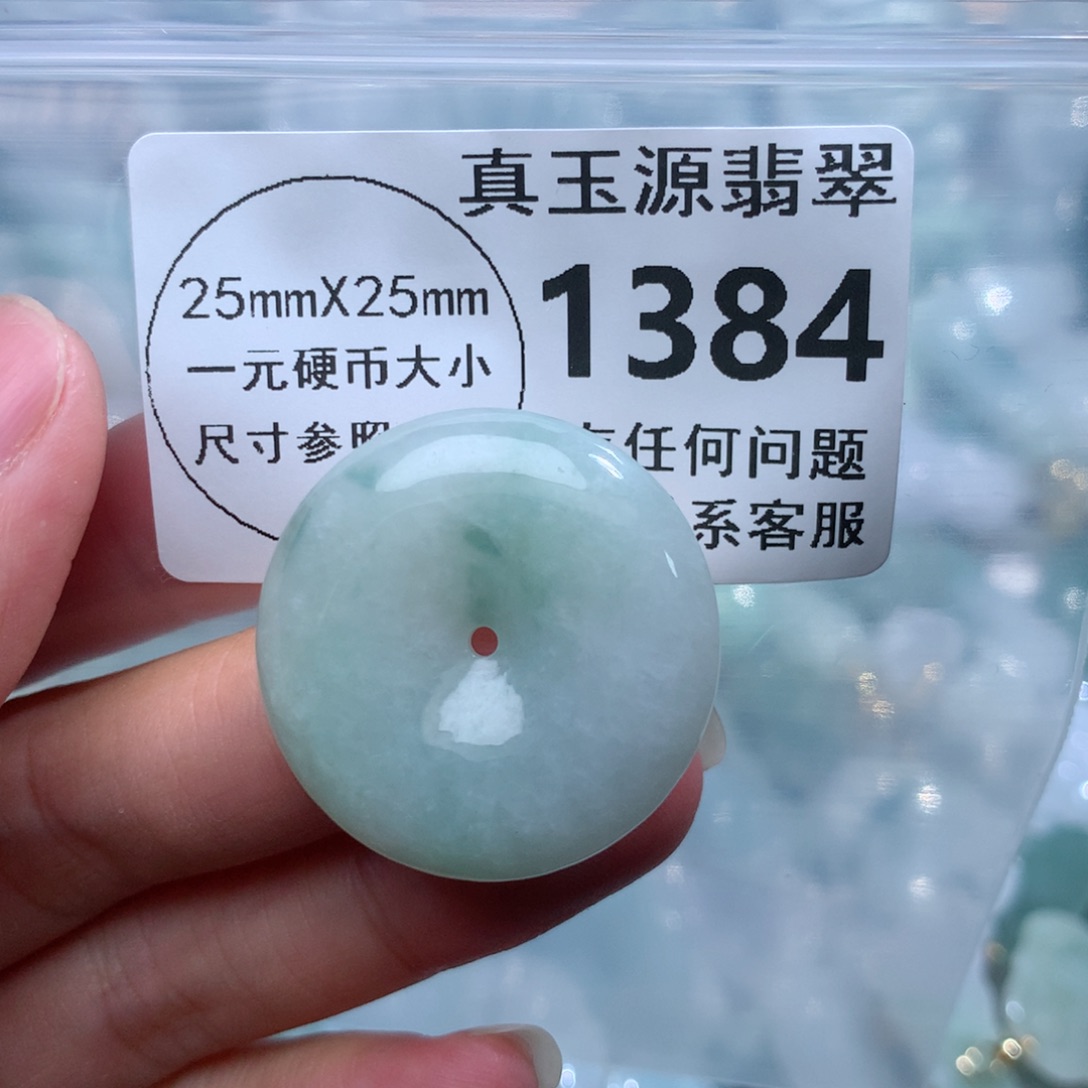 真玉源翡翠
1384
25mmX25mm
一元硬币大小
尺寸参照
任何问题
系客服